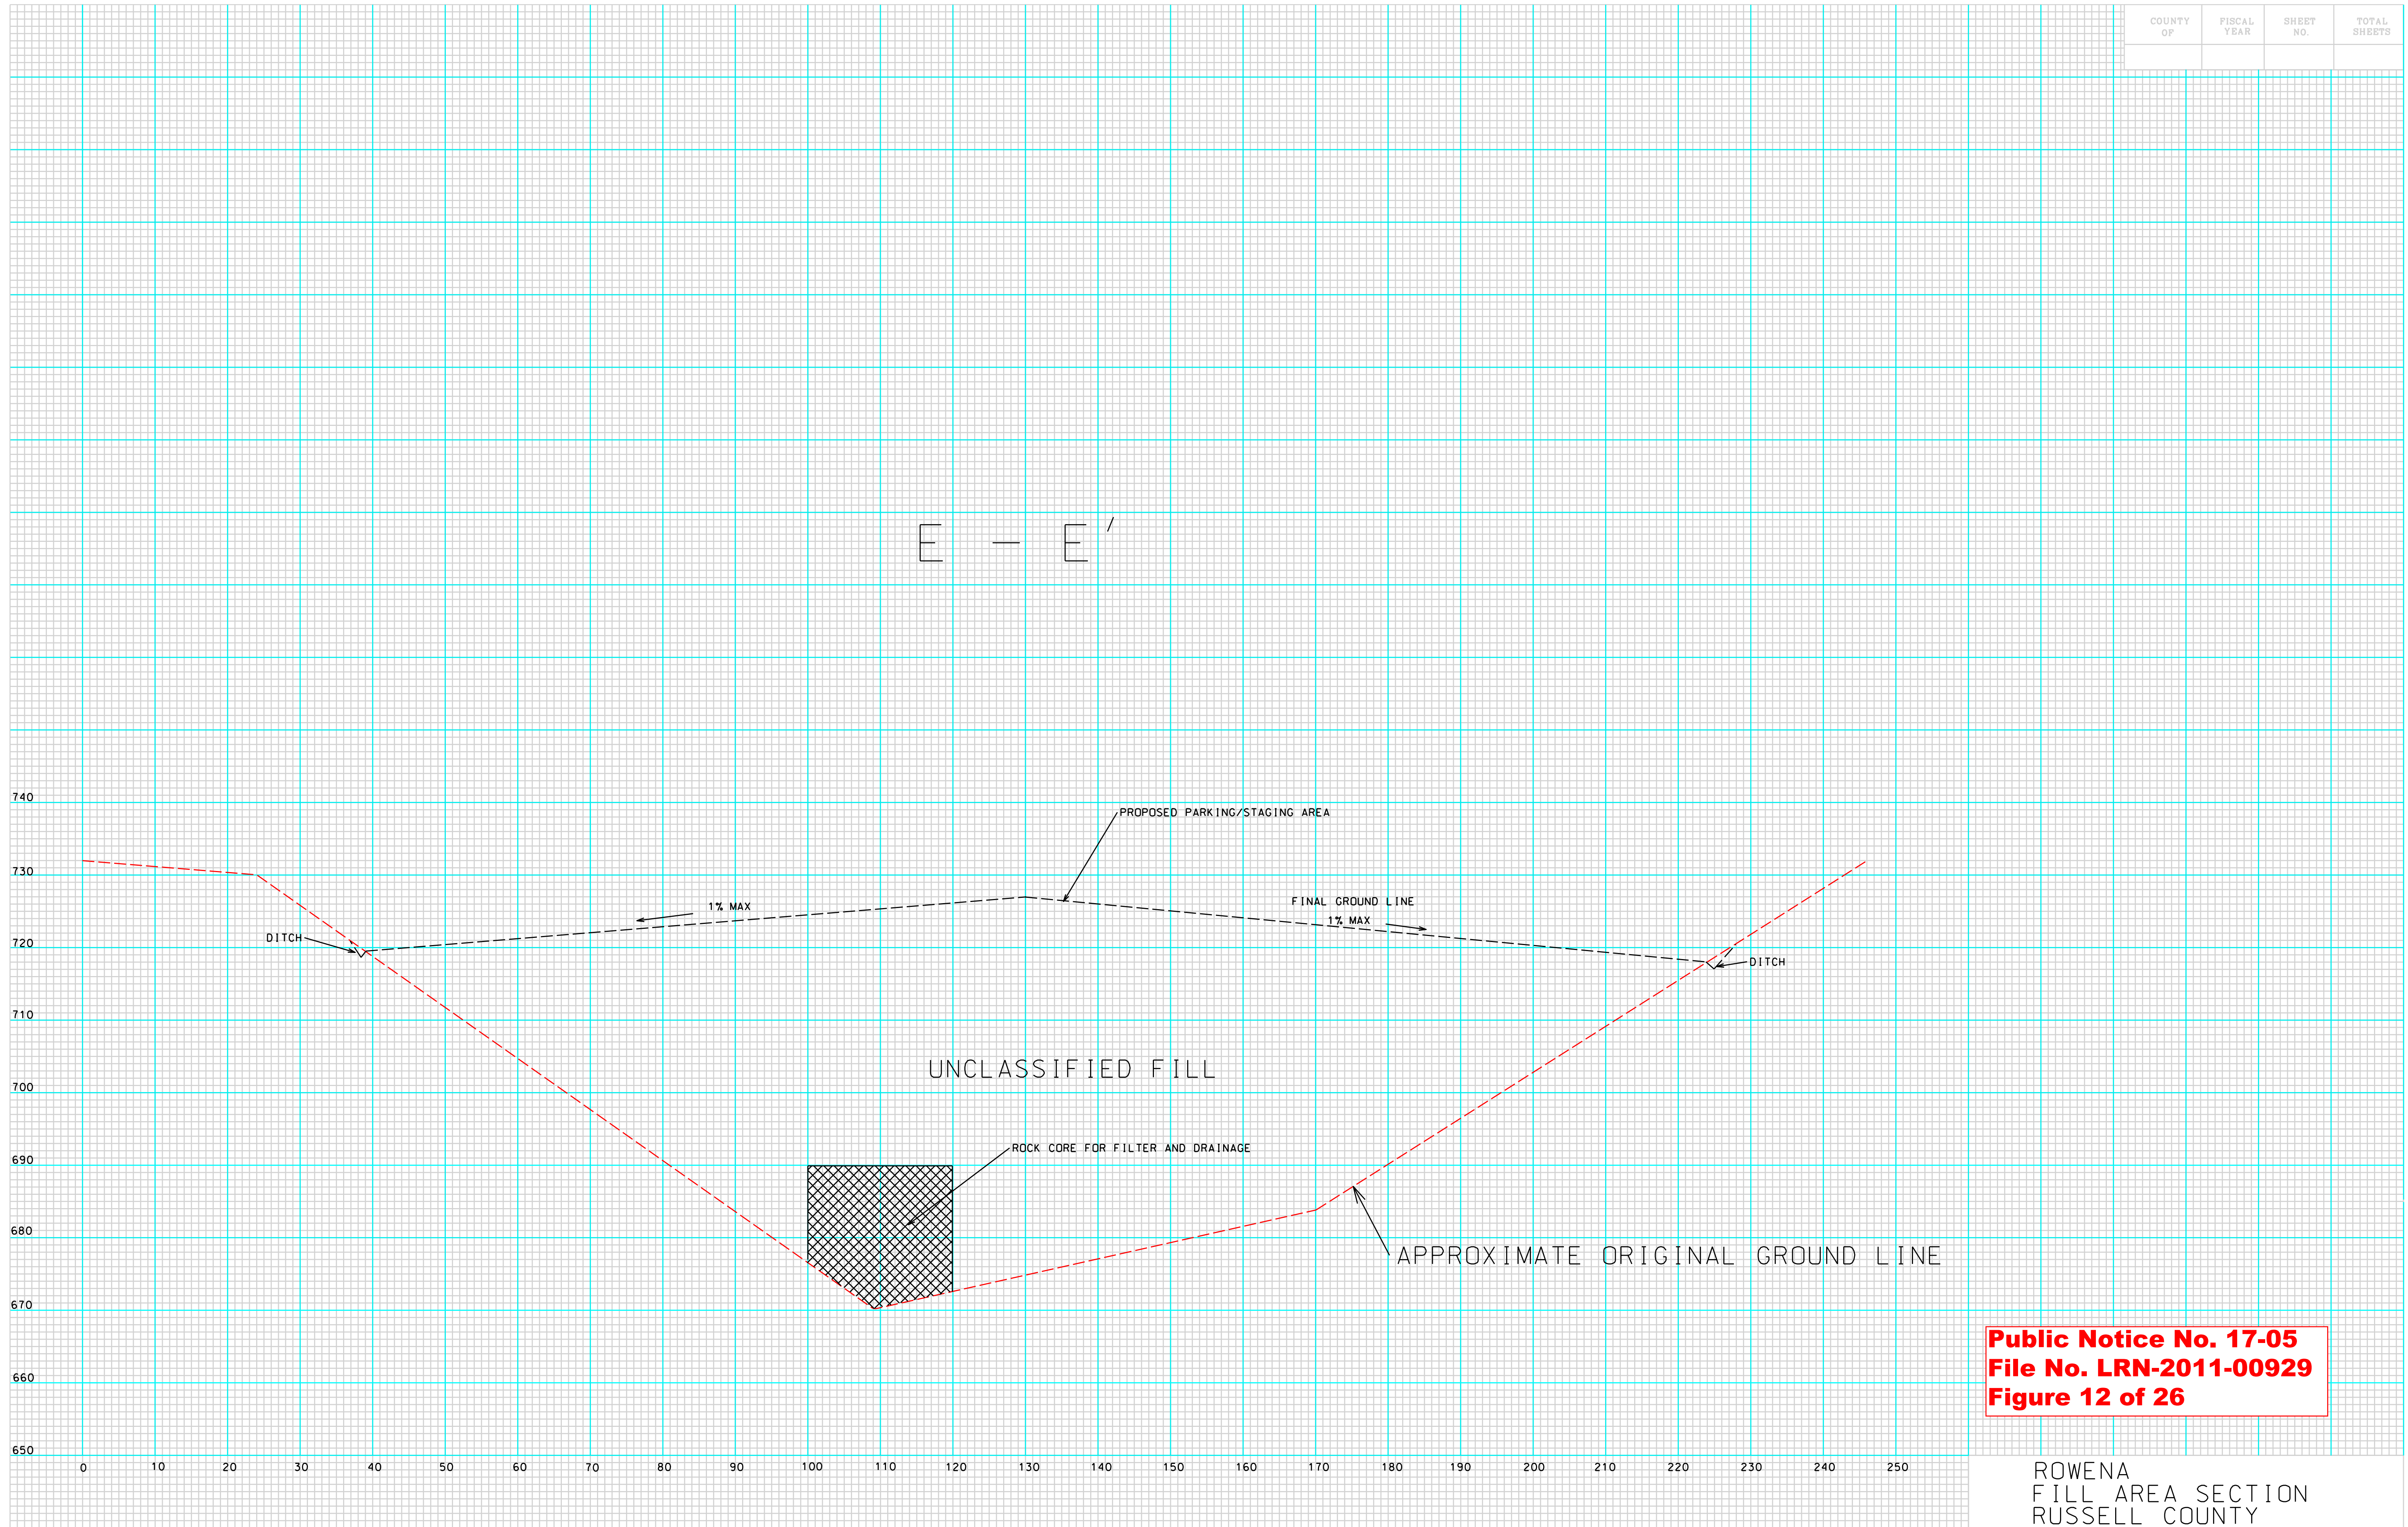 COUNTY OF
FISCAL YEAR
SHEET NO.
TOTAL SHEETS
E - E'
740
PROPOSED PARKING/STAGING AREA
730
1% MAX
FINAL GROUND LINE
1% MAX
720
DITCH
DITCH
710
UNCLASSIFIED FILL
700
ROCK CORE FOR FILTER AND DRAINAGE
690
680
APPROXIMATE ORIGINAL GROUND LINE
670
Public Notice No. 17-05
File No. LRN-2011-00929
Figure 12 of 26
660
650
0 10 20 30 40 50 60 70 80 90 100 110 120 130 140 150 160 170 180 190 200 210 220 230 240 250
ROWENA
FILL AREA SECTION
RUSSELL COUNTY